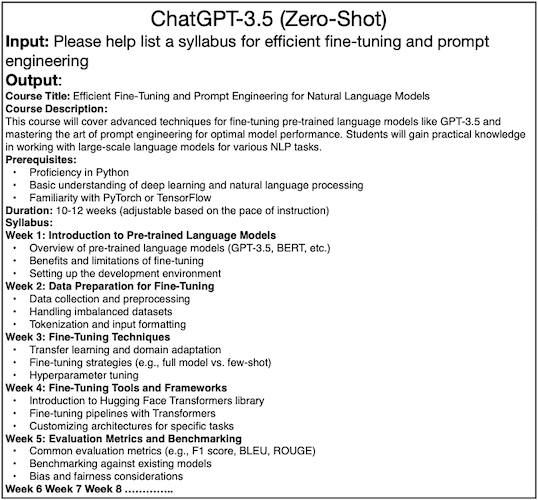 ChatGPT-3.5 (Zero-Shot)
Input: Please help list a syllabus for efficient fine-tuning and prompt
engineering
Output:
Course Title: Efficient Fine-Tuning and Prompt Engineering for Natural Language Models
Course Description:
This course will cover advanced techniques for fine-tuning pre-trained language models like GPT-3.5 and
mastering the art of prompt engineering for optimal model performance. Students will gain practical knowledge
in working with large-scale language models for various NLP tasks.
Prerequisites:
• Proficiency in Python
• Basic understanding of deep learning and natural language processing
• Familiarity with PyTorch or TensorFlow
Duration: 10-12 weeks (adjustable based on the pace of instruction)
Syllabus:
Week 1: Introduction to Pre-trained Language Models
• Overview of pre-trained language models (GPT-3.5, BERT, etc.)
• Benefits and limitations of fine-tuning
• Setting up the development environment
Week 2: Data Preparation for Fine-Tuning
• Data collection and preprocessing
• Handling imbalanced datasets
• Tokenization and input formatting
Week 3: Fine-Tuning Techniques
• Transfer learning and domain adaptation
• Fine-tuning strategies (e.g., full model vs. few-shot)
• Hyperparameter tuning
Week 4: Fine-Tuning Tools and Frameworks
• Introduction to Hugging Face Transformers library
• Fine-tuning pipelines with Transformers
• Customizing architectures for specific tasks
Week 5: Evaluation Metrics and Benchmarking
• Common evaluation metrics (e.g., F1 score, BLEU, ROUGE)
• Benchmarking against existing models
• Bias and fairness considerations
Week 6 Week 7 Week 8 …………..